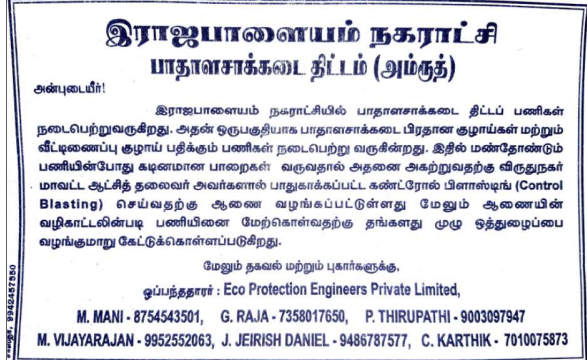 இராஜபாளையம் நகராட்சி
பாதாளசாக்கடை திட்டம் (அம்ருத்)
அன்புடையீர்!
இராஜபாளையம் நகராட்சியில் பாதாளசாக்கடை திட்டப் பணிகள்
நடைபெற்றுவருகிறது. அதன் ஒருபகுதியாக பாதாளசாக்கடை பிரதான குழாய்கள் மற்றும்
வீட்டிணைப்பு குழாய் பதிக்கும் பணிகள் நடைபெற்று வருகின்றது. இதில் மண்தோண்டும்
பணியின்போது கடினமான பாறைகள் வருவதால் அதனை அகற்றுவதற்கு விருதுநகர்
மாவட்ட ஆட்சித் தலைவர் அவர்களால் பாதுகாக்கப்பட்ட கண்ட்ரோல் பிளாஸ்டிங் (Control
Blasting) செய்வதற்கு ஆணை வழங்கப்பட்டுள்ளது மேலும் ஆணையின்
வழிகாட்டலின்படி பணியினை மேற்கொள்வதற்கு தங்களது முழு ஒத்துழைப்பை
வழங்குமாறு கேட்டுக்கொள்ளப்படுகிறது.
மேலும் தகவல் மற்றும் புகார்களுக்கு,
ஒப்பந்ததாரர் : Eco Protection Engineers Private Limited,
M. MANI - 8754543501, G. RAJA - 7358017650, P. THIRUPATHI - 9003097947
M. VIJAYARAJAN - 9952552063, J. JEIRISH DANIEL - 9486787577, C. KARTHIK - 7010075873
9942457550